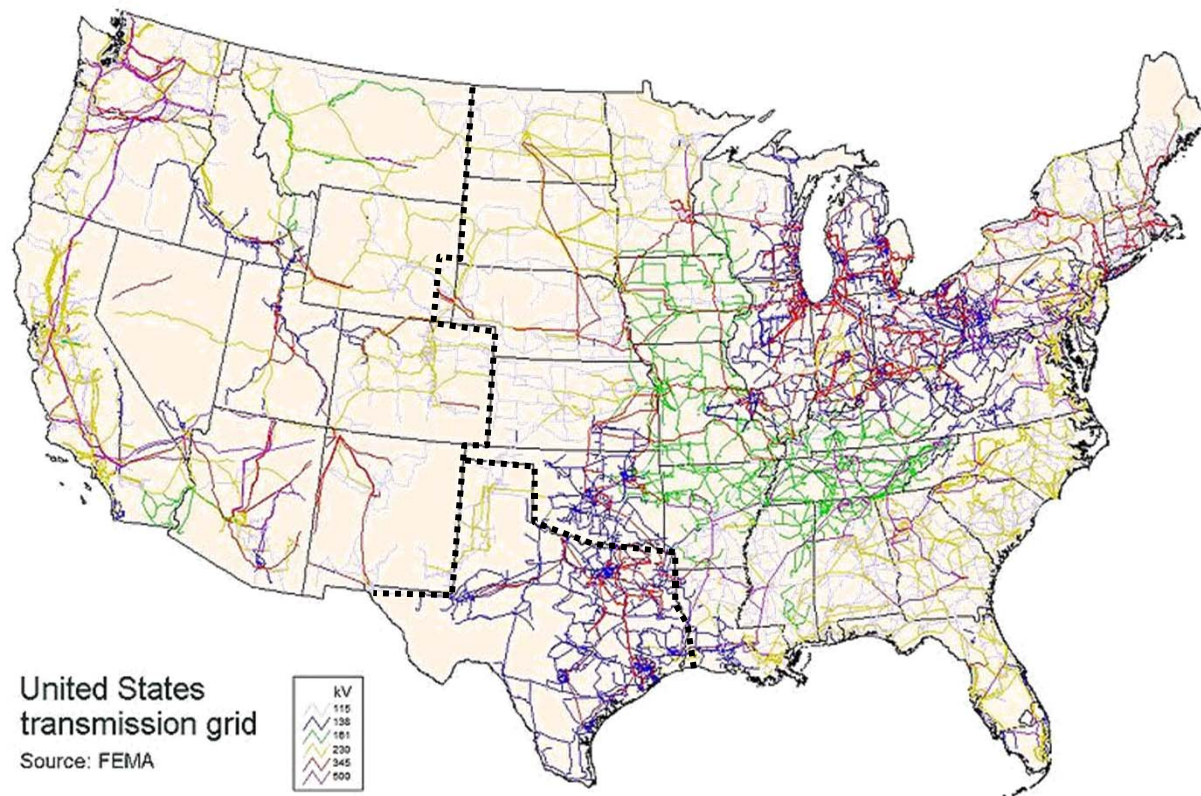 United States
transmission grid
Source: FEMA
kV
115
138
161
230
345
500